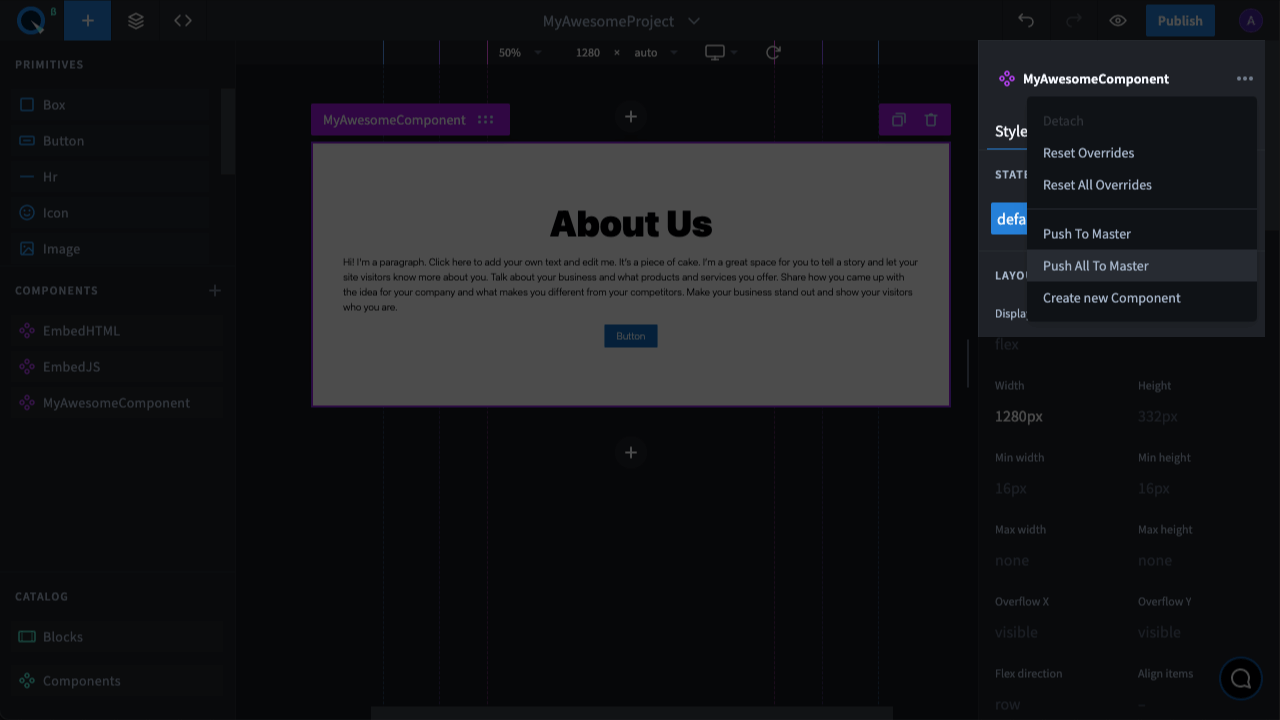 β
MyAwesomeProject
Publish
A
50%
1280 × auto
PRIMITIVES
Box
Button
Hr
Icon
Image
COMPONENTS
EmbedHTML
EmbedJS
MyAwesomeComponent
CATALOG
Blocks
Components
MyAwesomeComponent
About Us
Hi! I'm a paragraph. Click here to add your own text and edit me. It's a piece of cake. I'm a great space for you to tell a story and let your
site visitors know more about you. Talk about your business and what products and services you offer. Share how you came up with
the idea for your company and what makes you different from your competitors. Make your business stand out and show your visitors
who you are.
Button
MyAwesomeComponent
Style
STATE
defa
LAYOU
Display
flex
Detach
Reset Overrides
Reset All Overrides
Push To Master
Push All To Master
Create new Component
Width Height
1280px 332px
Min width Min height
16px 16px
Max width Max height
none none
Overflow X Overflow Y
visible visible
Flex direction Align items
row –